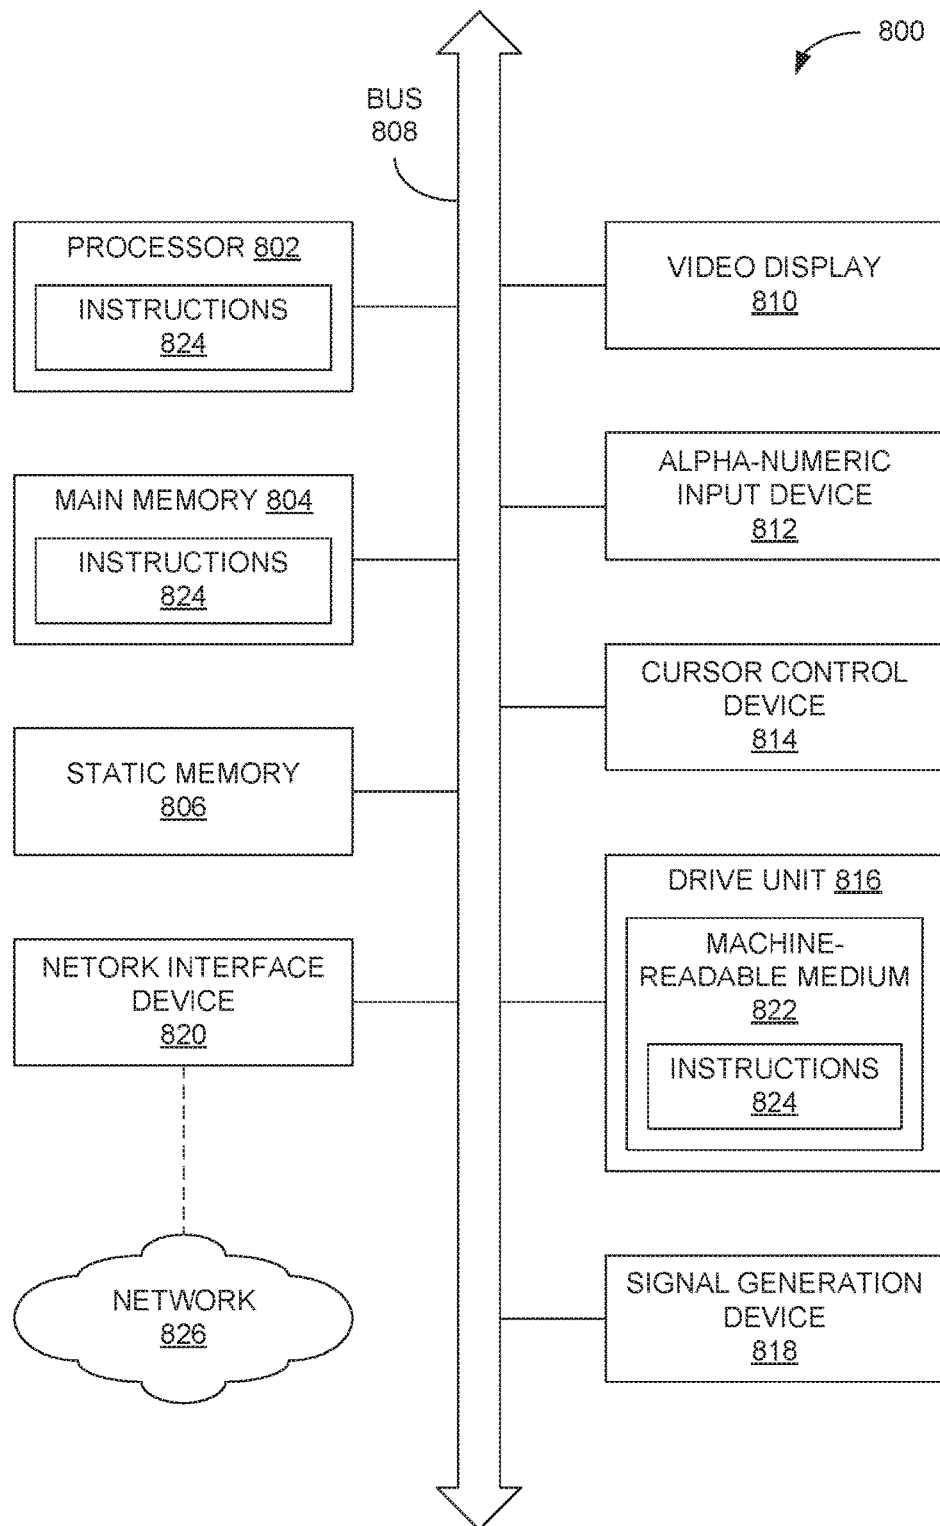 800
BUS
808
PROCESSOR 802
INSTRUCTIONS
824
MAIN MEMORY 804
INSTRUCTIONS
824
STATIC MEMORY
806
NETORK INTERFACE
DEVICE
820
NETWORK
826
VIDEO DISPLAY
810
ALPHA-NUMERIC
INPUT DEVICE
812
CURSOR CONTROL
DEVICE
814
DRIVE UNIT 816
MACHINE-
READABLE MEDIUM
822
INSTRUCTIONS
824
SIGNAL GENERATION
DEVICE
818